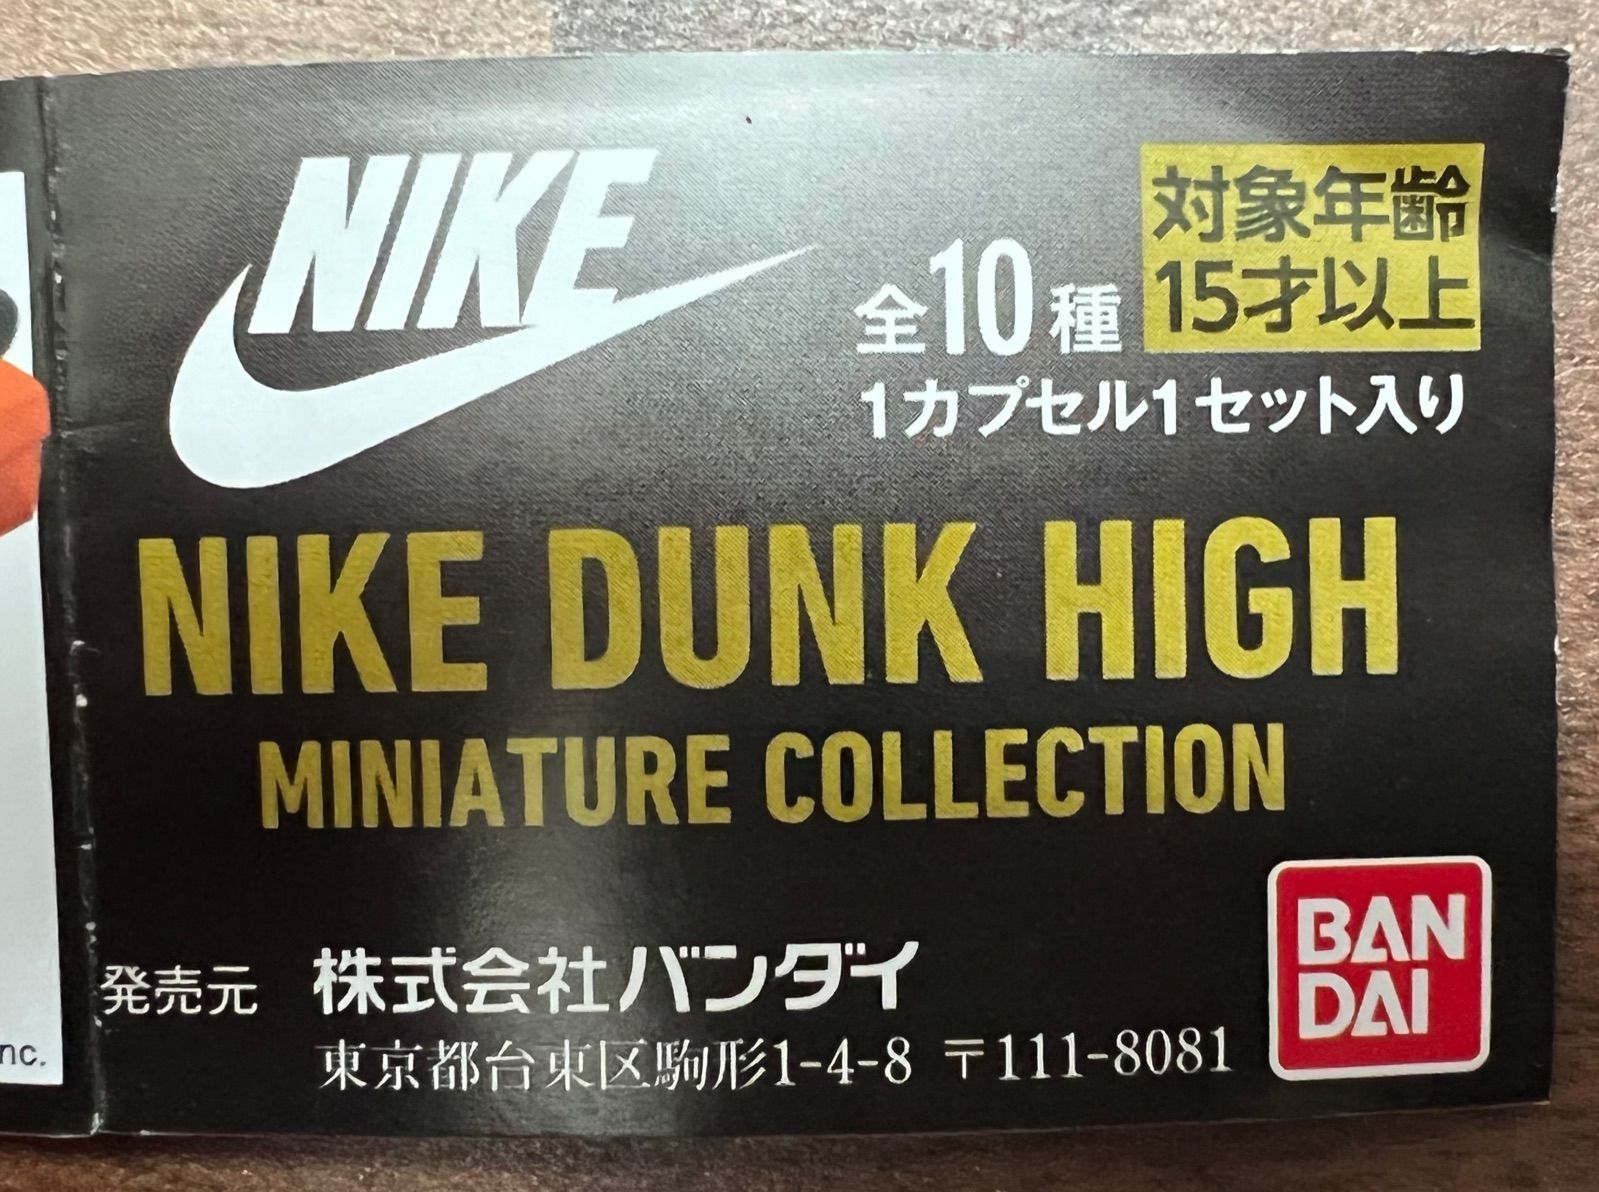 NIKE
対象年齢
15才以上
全10種
1カプセル1セット入り
NIKE DUNK HIGH
MINIATURE COLLECTION
発売元 株式会社バンダイ
東京都台東区駒形1-4-8 〒111-8081
BAN
DAI
nc.